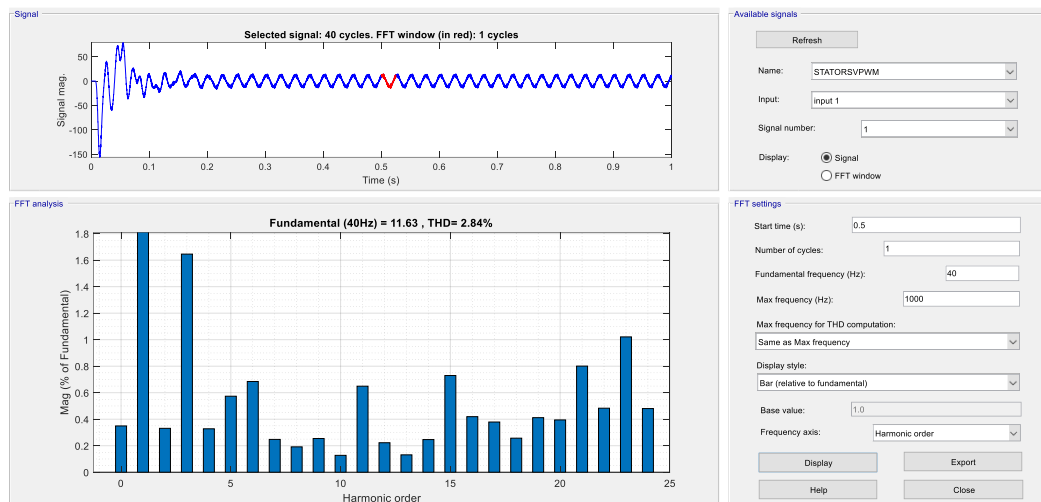 Signal
Selected signal: 40 cycles. FFT window (in red): 1 cycles
50
0
-50
-100
-150
Signal mag.
0 0.1 0.2 0.3 0.4 0.5 0.6 0.7 0.8 0.9 1
Time (s)
FFT analysis
Fundamental (40Hz) = 11.63 , THD= 2.84%
1.8
1.6
1.4
1.2
1
0.8
0.6
0.4
0.2
0
Mag (% of Fundamental)
0 5 10 15 20 25
Harmonic order
Available signals
Refresh
Name: STATORSVPWM
Input: input 1
Signal number: 1
Display: Signal
FFT window
FFT settings
Start time (s): 0.5
Number of cycles: 1
Fundamental frequency (Hz): 40
Max frequency (Hz): 1000
Max frequency for THD computation:
Same as Max frequency
Display style:
Bar (relative to fundamental)
Base value: 1.0
Frequency axis: Harmonic order
Display Export
Help Close